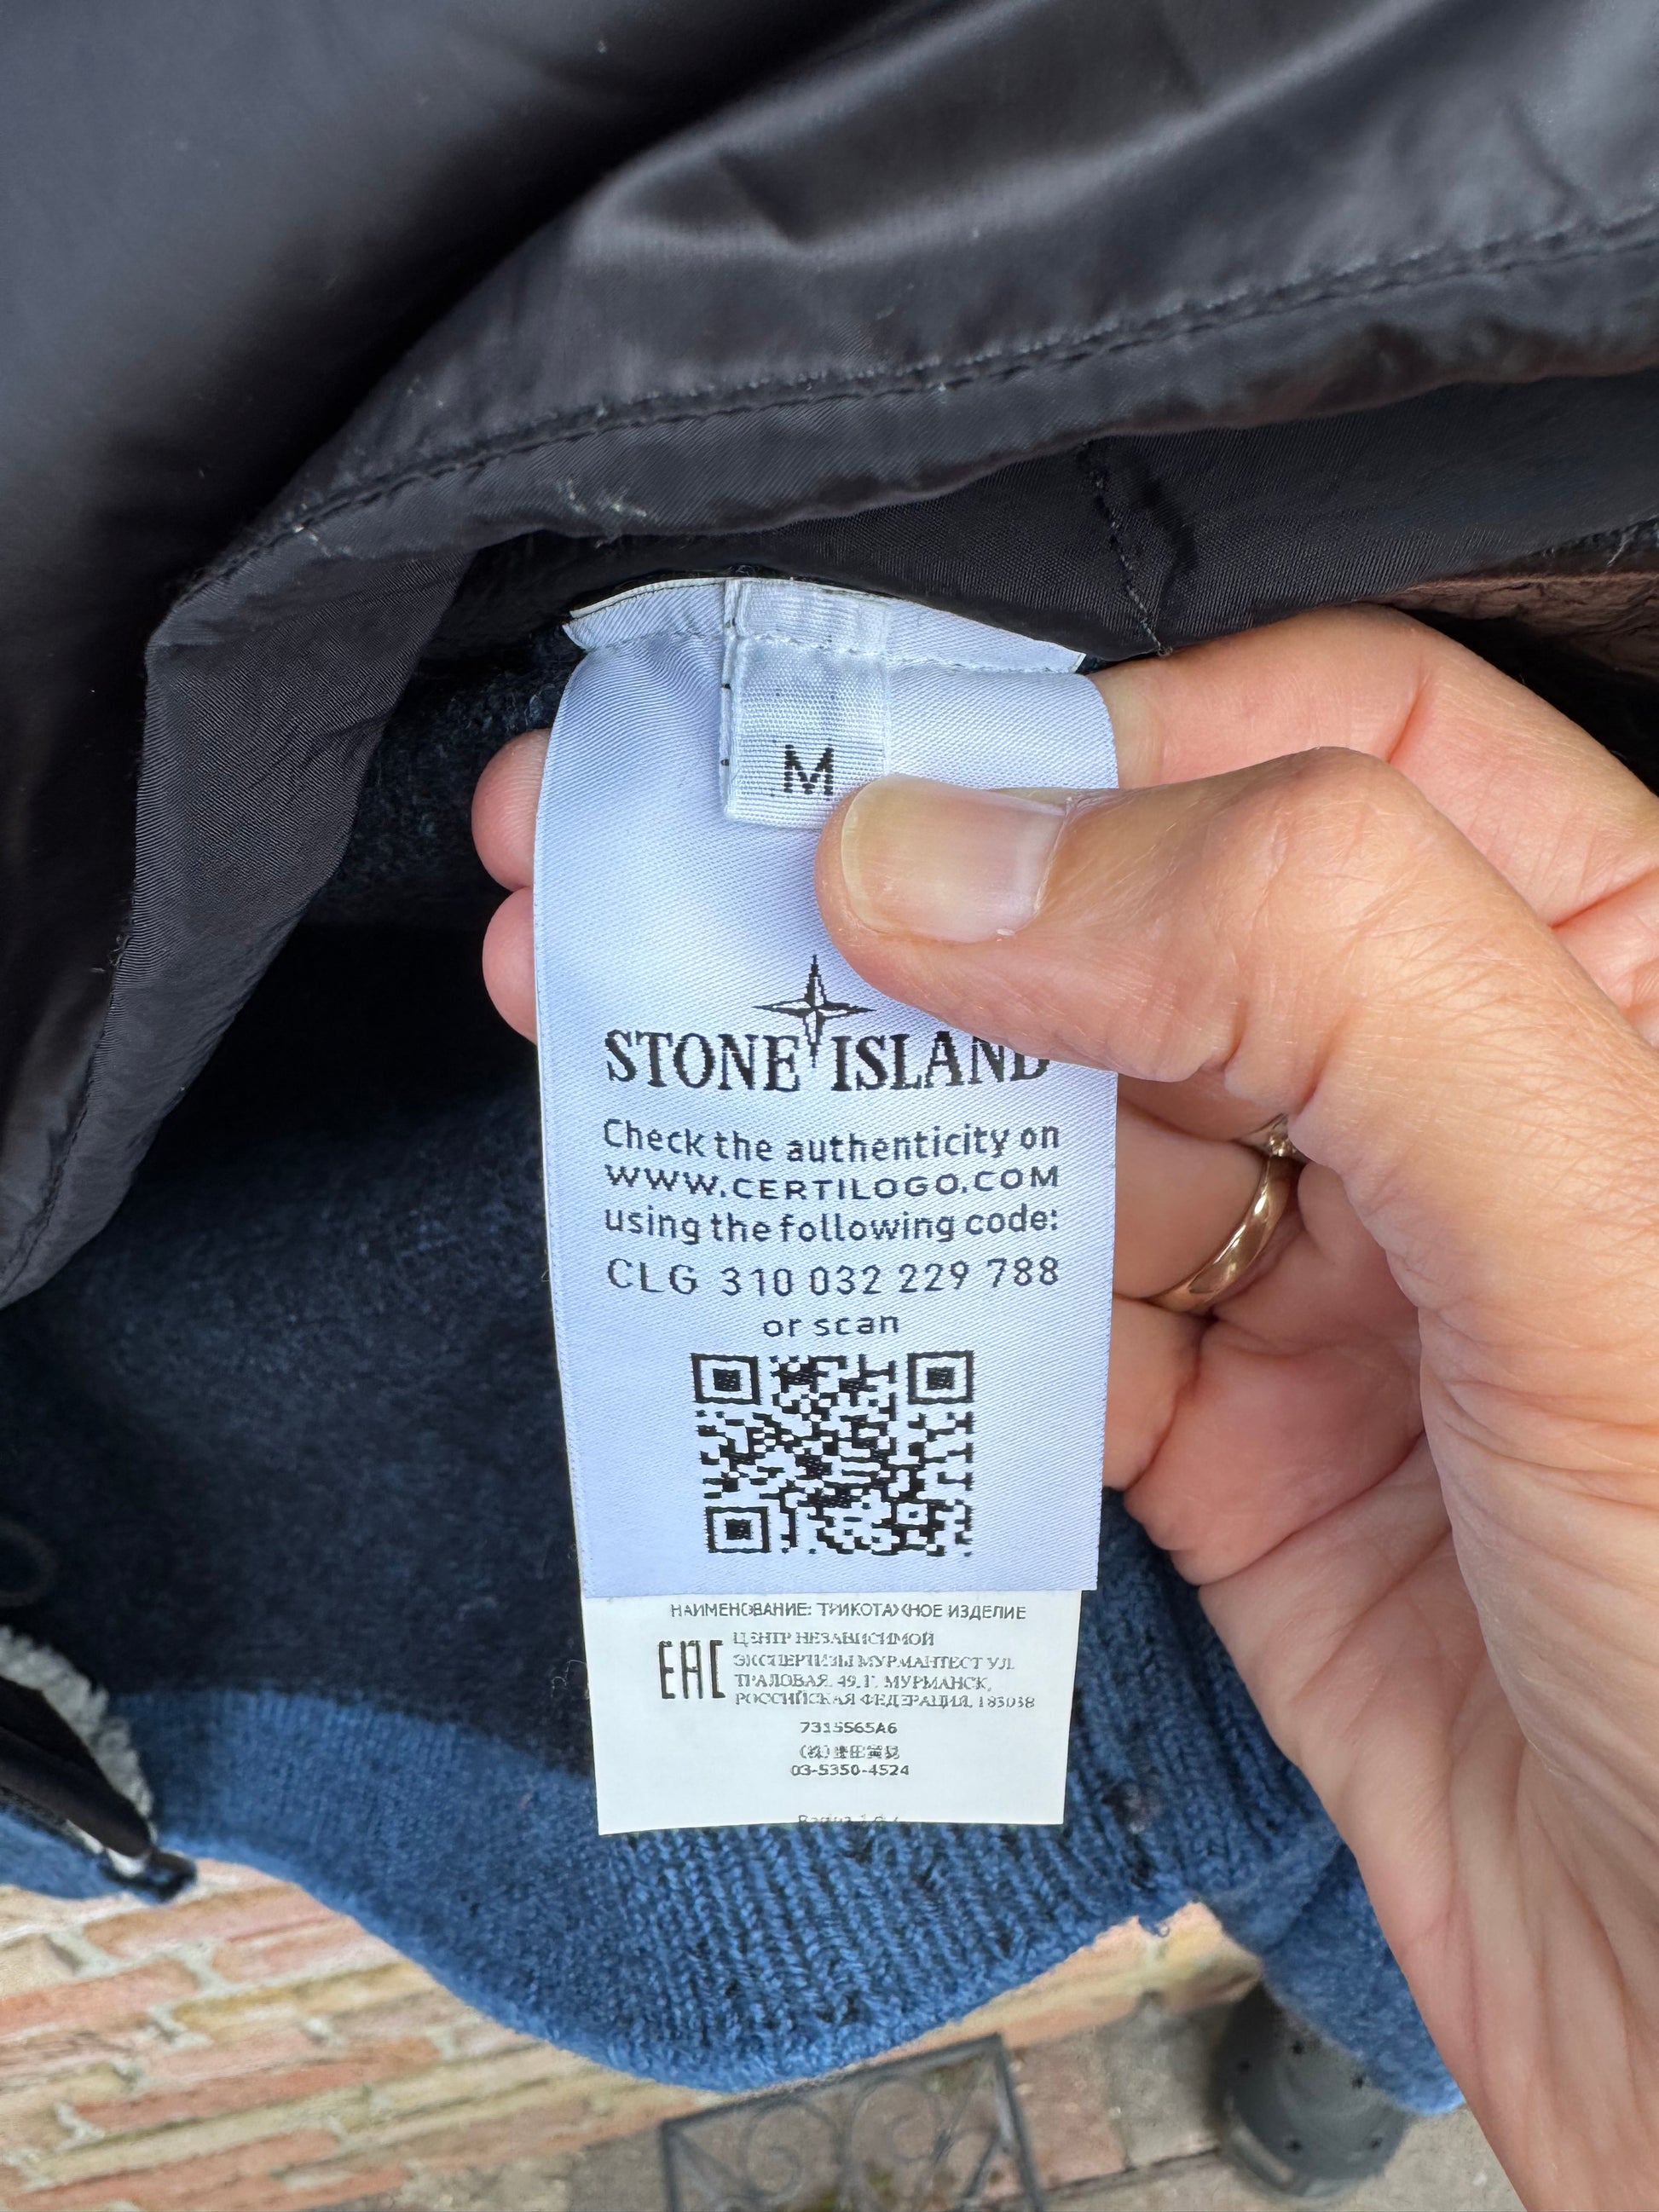 M
STONE ISLAND
Check the authenticity on
WWW.CERTILOGO.COM
using the following code:
CLG 310 032 229 788
or scan
НАИМЕНОВАНИЕ: ТРИКОТАЖНОЕ ИЗДЕЛИЕ
EAC
ЦЕНТР НЕЗАВИСИМОЙ
ЭКСПЕРТИЗЫ МУРМАНТЕСТ УЛ.
ТРАЛОВАЯ. 49. Г. МУРМАНСК,
РОССИЙСКАЯ ФЕДЕРАЦИЯ, 183038
7315565A6
03-5350-4524